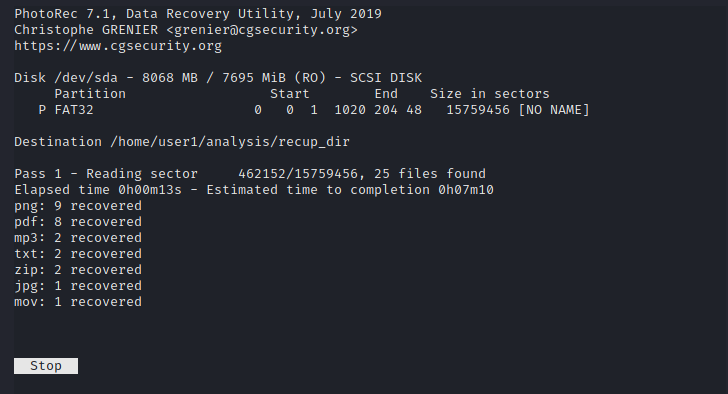 PhotoRec 7.1, Data Recovery Utility, July 2019
Christophe GRENIER <grenier@cgsecurity.org>
https://www.cgsecurity.org
Disk /dev/sda - 8068 MB / 7695 MiB (RO) - SCSI DISK
Partition Start End Size in sectors
P FAT32 0 0 1 1020 204 48 15759456 [NO NAME]
Destination /home/user1/analysis/recup_dir
Pass 1 - Reading sector 462152/15759456, 25 files found
Elapsed time 0h00m13s - Estimated time to completion 0h07m10
png: 9 recovered
pdf: 8 recovered
mp3: 2 recovered
txt: 2 recovered
zip: 2 recovered
jpg: 1 recovered
mov: 1 recovered
Stop